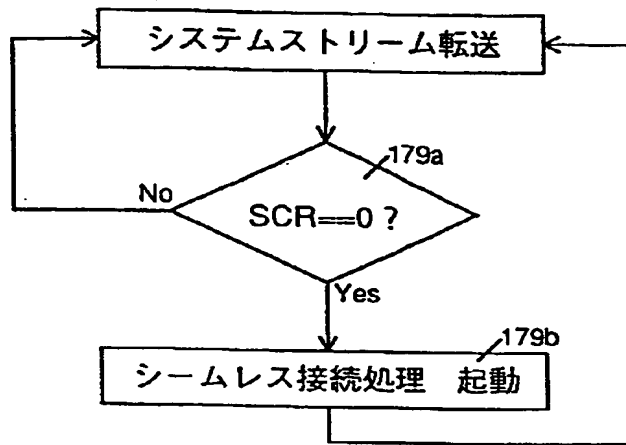 システムストリーム転送
179a
No
SCR==0?
Yes
179b
シームレス接続処理 起動